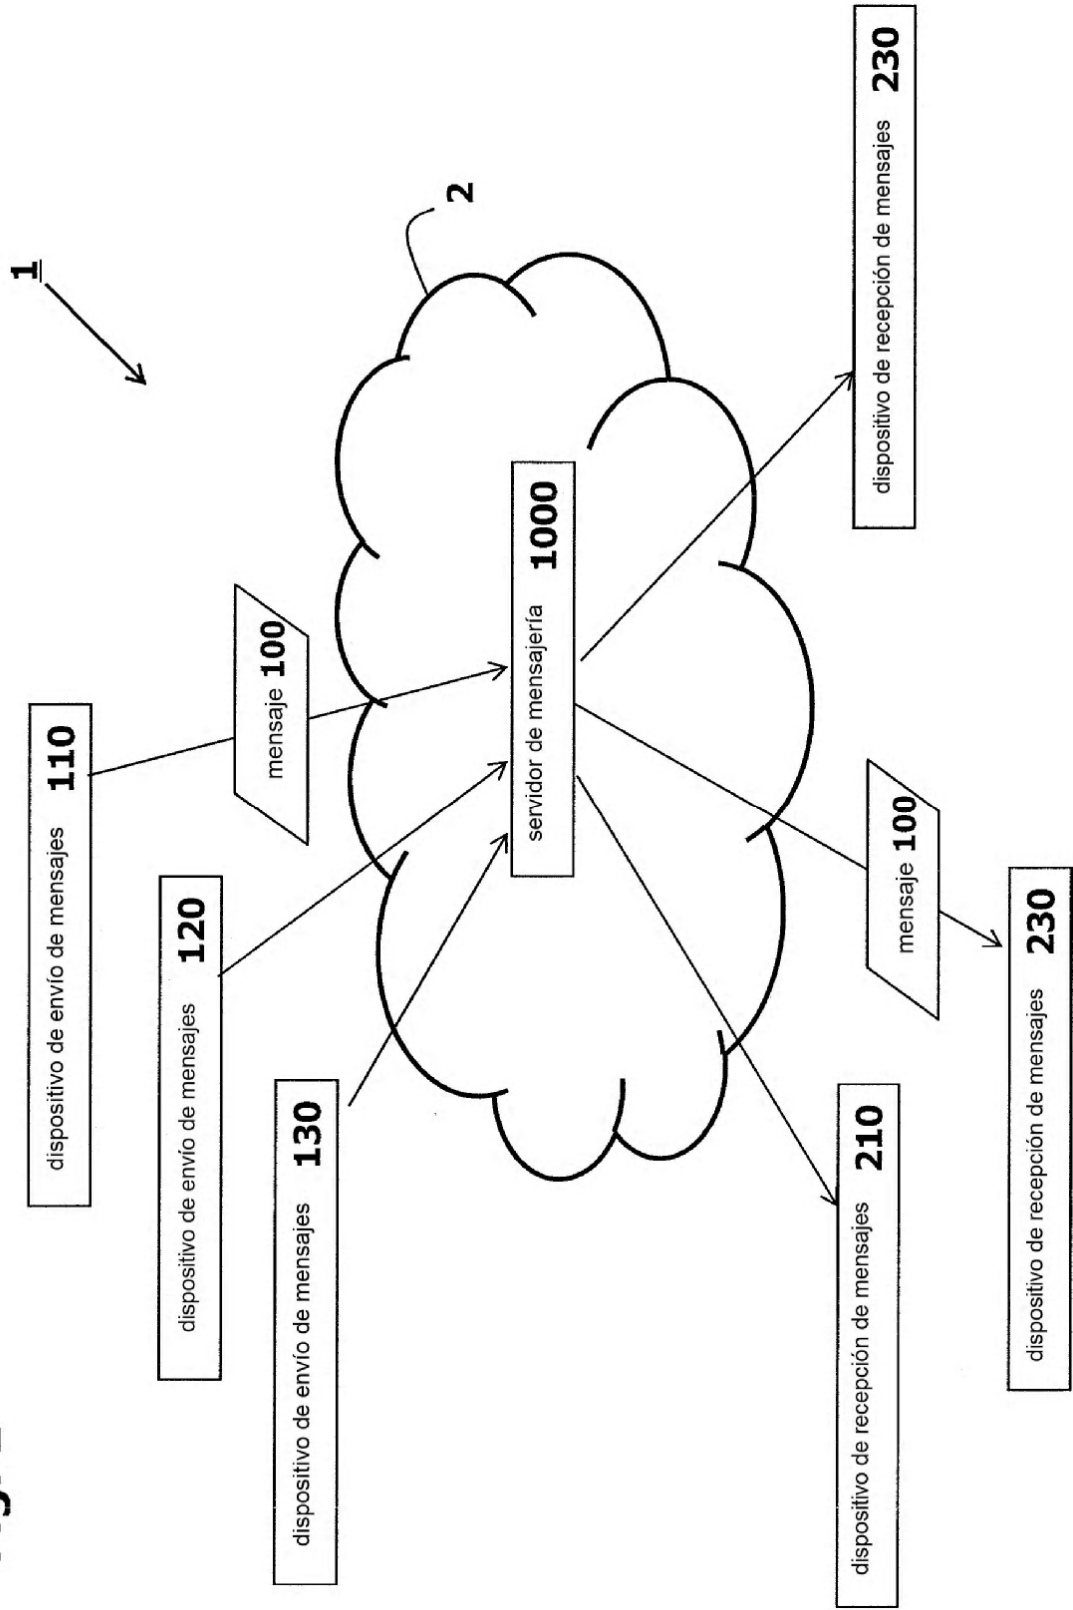 1
2
dispositivo de envío de mensajes 110
dispositivo de envío de mensajes 120
dispositivo de envío de mensajes 130
mensaje 100
servidor de mensajería 1000
mensaje 100
dispositivo de recepción de mensajes 210
dispositivo de recepción de mensajes 230
dispositivo de recepción de mensajes 230